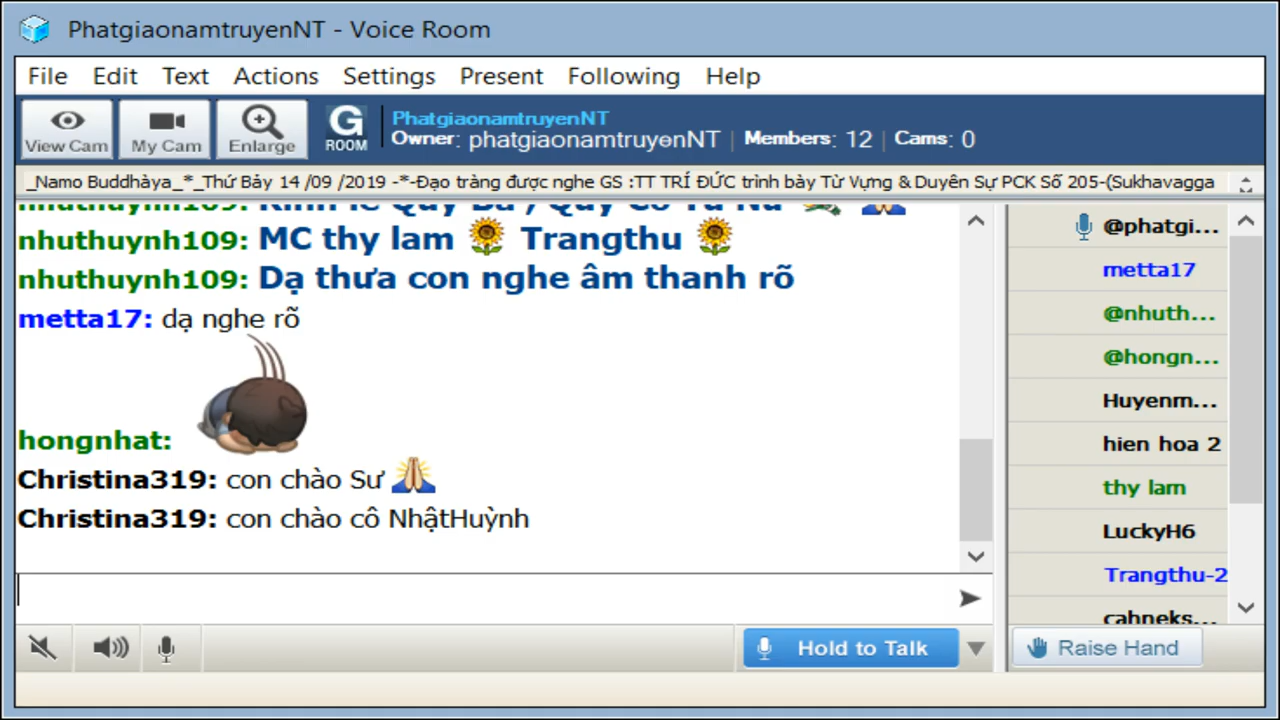 PhatgiaonamtruyenNT - Voice Room
File Edit Text Actions Settings Present Following Help
View Cam My Cam Enlarge G ROOM
PhatgiaonamtruyenNT
Owner: phatgiaonamtruyenNT | Members: 12 | Cams: 0
_Namo Buddhàya_*_Thứ Bảy 14 /09 /2019 -*-Đạo tràng được nghe GS :TT TRÍ ĐỨC trình bày Từ Vựng & Duyên Sự PCK Số 205-(Sukhavagga
nhuthuynh109:
nhuthuynh109: MC thy lam 🌻 Trangthu 🌻
nhuthuynh109: Dạ thưa con nghe âm thanh rõ
metta17: dạ nghe rõ
hongnhat:
Christina319: con chào Sư 🙏
Christina319: con chào cô NhậtHuỳnh
@phatgi...
metta17
@nhuth...
@hongn...
Huyenm...
hien hoa 2
thy lam
LuckyH6
Trangthu-2
cahneks...
Hold to Talk
Raise Hand